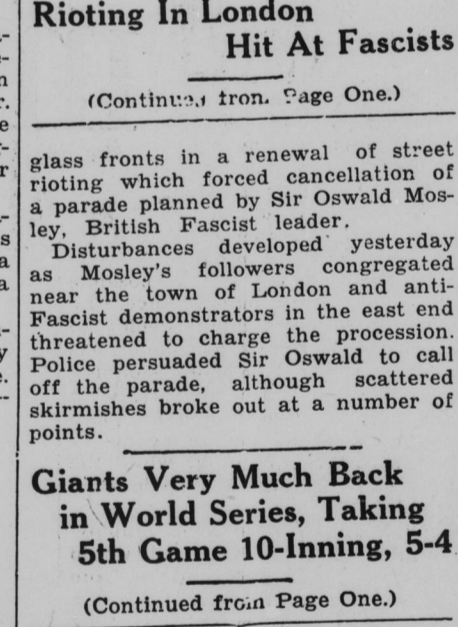 Rioting In London
Hit At Fascists
(Continued from Page One.)
glass fronts in a renewal of street
rioting which forced cancellation of
a parade planned by Sir Oswald Mos-
ley, British Fascist leader.
Disturbances developed yesterday
as Mosley's followers congregated
near the town of London and anti-
Fascist demonstrators in the east end
threatened to charge the procession.
Police persuaded Sir Oswald to call
off the parade, although scattered
skirmishes broke out at a number of
points.
Giants Very Much Back
in World Series, Taking
5th Game 10-Inning, 5-4
(Continued from Page One.)